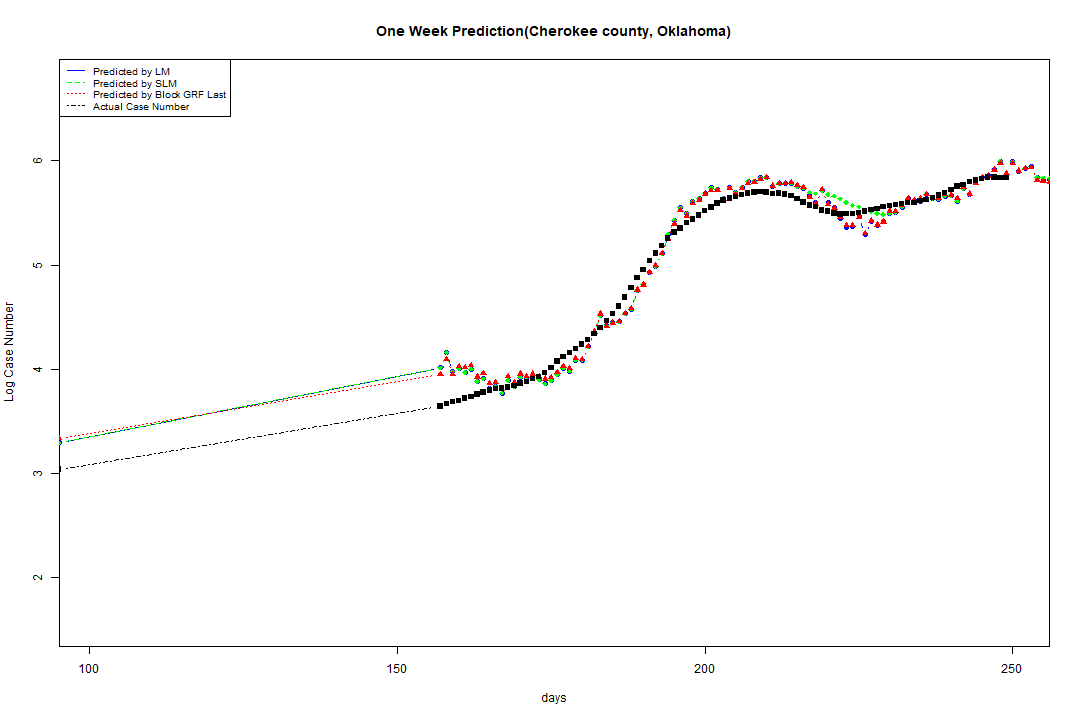 One Week Prediction(Cherokee county, Oklahoma)
Predicted by LM
Predicted by SLM
Predicted by Block GRF Last
Actual Case Number
6
5
4
3
2
Log Case Number
100 150 200 250
days